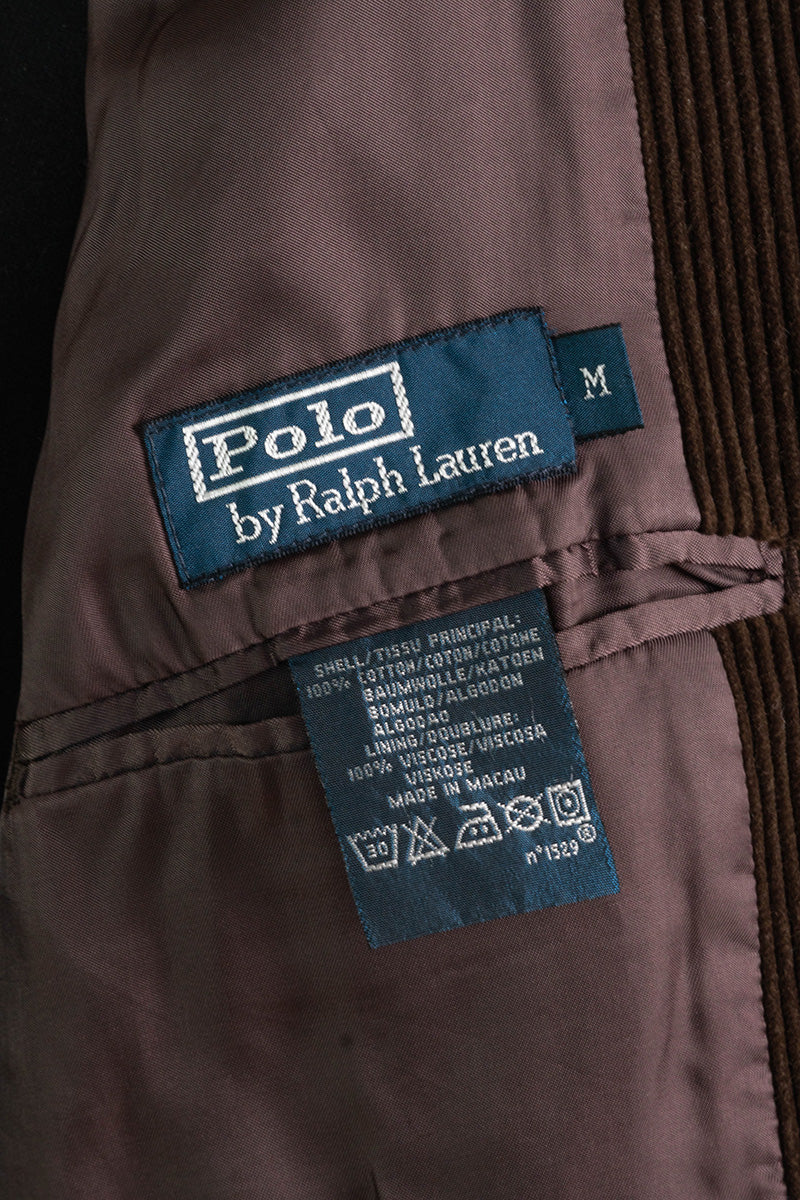 Polo
by Ralph Lauren
M
SHELL/TISSU PRINCIPAL:
100% COTTON/COTON/COTONE
BAUMWOLLE/KATOEN
BOMULD/ALGODON
ALGODAO
LINING/DOUBLURE:
100% VISCOSE/VISCOSA
VISKOSE
MADE IN MACAU
30
n°1529®